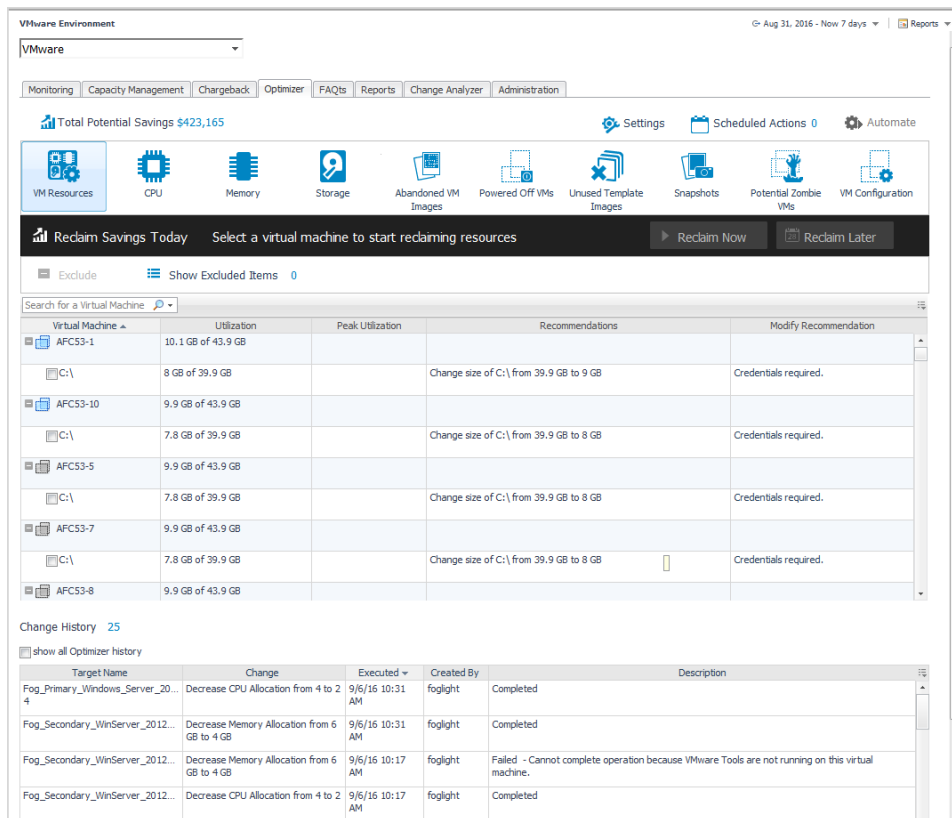 VMware Environment
Aug 31, 2016 - Now 7 days
Reports
VMware
Monitoring Capacity Management Chargeback Optimizer FAQts Reports Change Analyzer Administration
Total Potential Savings $423,165
Settings Scheduled Actions 0 Automate
VM Resources CPU Memory Storage Abandoned VM Images Powered Off VMs Unused Template Images Snapshots Potential Zombie VMs VM Configuration
Reclaim Savings Today Select a virtual machine to start reclaiming resources Reclaim Now Reclaim Later
Exclude Show Excluded Items 0
Search for a Virtual Machine
Virtual Machine Utilization Peak Utilization Recommendations Modify Recommendation
AFC53-1 10.1 GB of 43.9 GB
C:\ 8 GB of 39.9 GB Change size of C:\ from 39.9 GB to 9 GB Credentials required.
AFC53-10 9.9 GB of 43.9 GB
C:\ 7.8 GB of 39.9 GB Change size of C:\ from 39.9 GB to 8 GB Credentials required.
AFC53-5 9.9 GB of 43.9 GB
C:\ 7.8 GB of 39.9 GB Change size of C:\ from 39.9 GB to 8 GB Credentials required.
AFC53-7 9.9 GB of 43.9 GB
C:\ 7.8 GB of 39.9 GB Change size of C:\ from 39.9 GB to 8 GB Credentials required.
AFC53-8 9.9 GB of 43.9 GB
Change History 25
show all Optimizer history
Target Name Change Executed Created By Description
Fog_Primary_Windows_Server_20... Decrease CPU Allocation from 4 to 2 9/6/16 10:31 foglight Completed
4 AM
Fog_Secondary_WinServer_2012... Decrease Memory Allocation from 6 9/6/16 10:31 foglight Completed
GB to 4 GB AM
Fog_Secondary_WinServer_2012... Decrease Memory Allocation from 6 9/6/16 10:17 foglight Failed - Cannot complete operation because VMware Tools are not running on this virtual
GB to 4 GB AM machine.
Fog_Secondary_WinServer_2012... Decrease CPU Allocation from 4 to 2 9/6/16 10:17 foglight Completed
AM